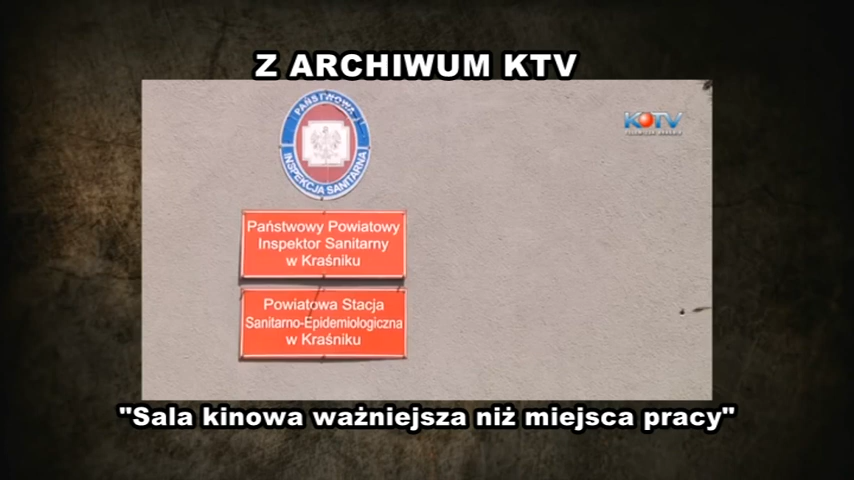 Z ARCHIWUM KTV
PAŃSTWOWA
INSPEKCJA SANITARNA
KTV
Państwowy Powiatowy
Inspektor Sanitarny
w Kraśniku
Powiatowa Stacja
Sanitarno-Epidemiologiczna
w Kraśniku
"Sala kinowa ważniejsza niż miejsca pracy"